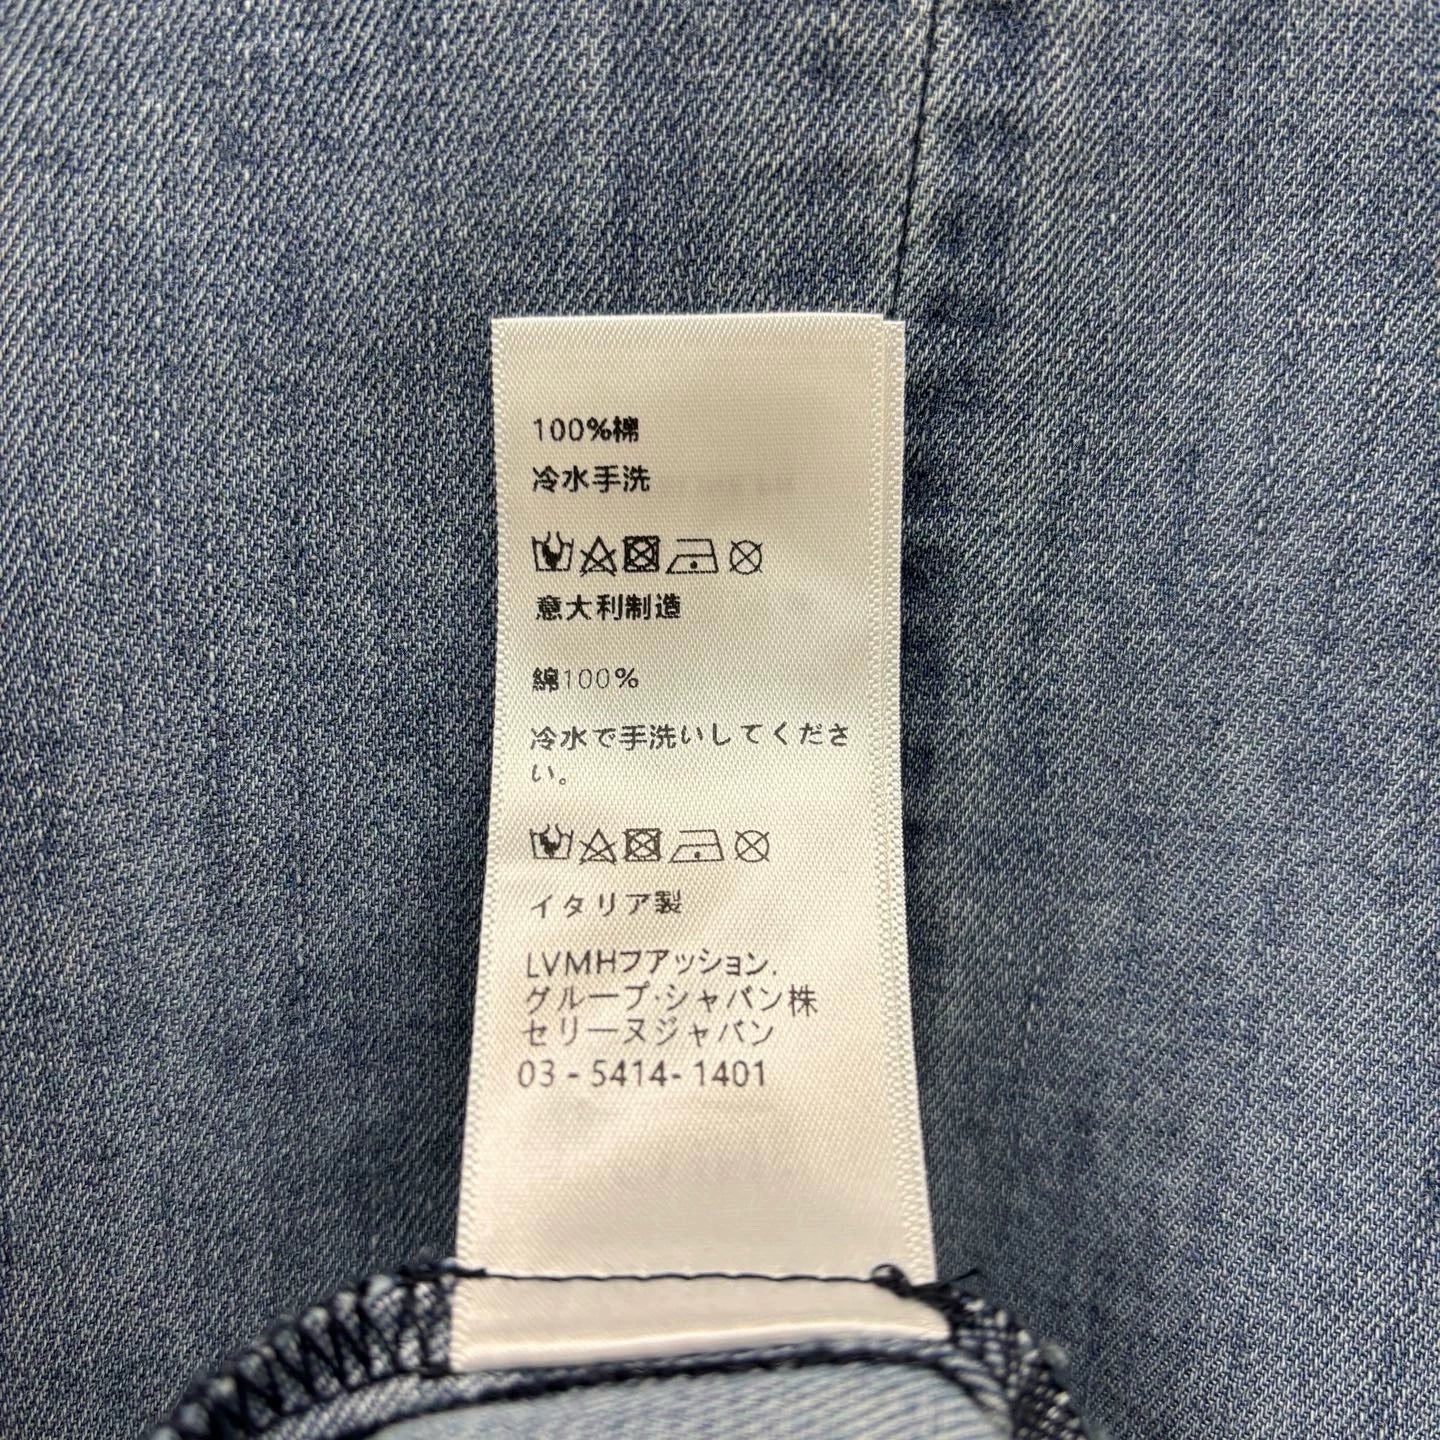 100%棉
冷水手洗
意大利制造
綿100%
冷水で手洗いしてくださ
い。
イタリア製
LVMHファッション.
グループ·ジャパン株
セリーヌジャパン
03-5414-1401